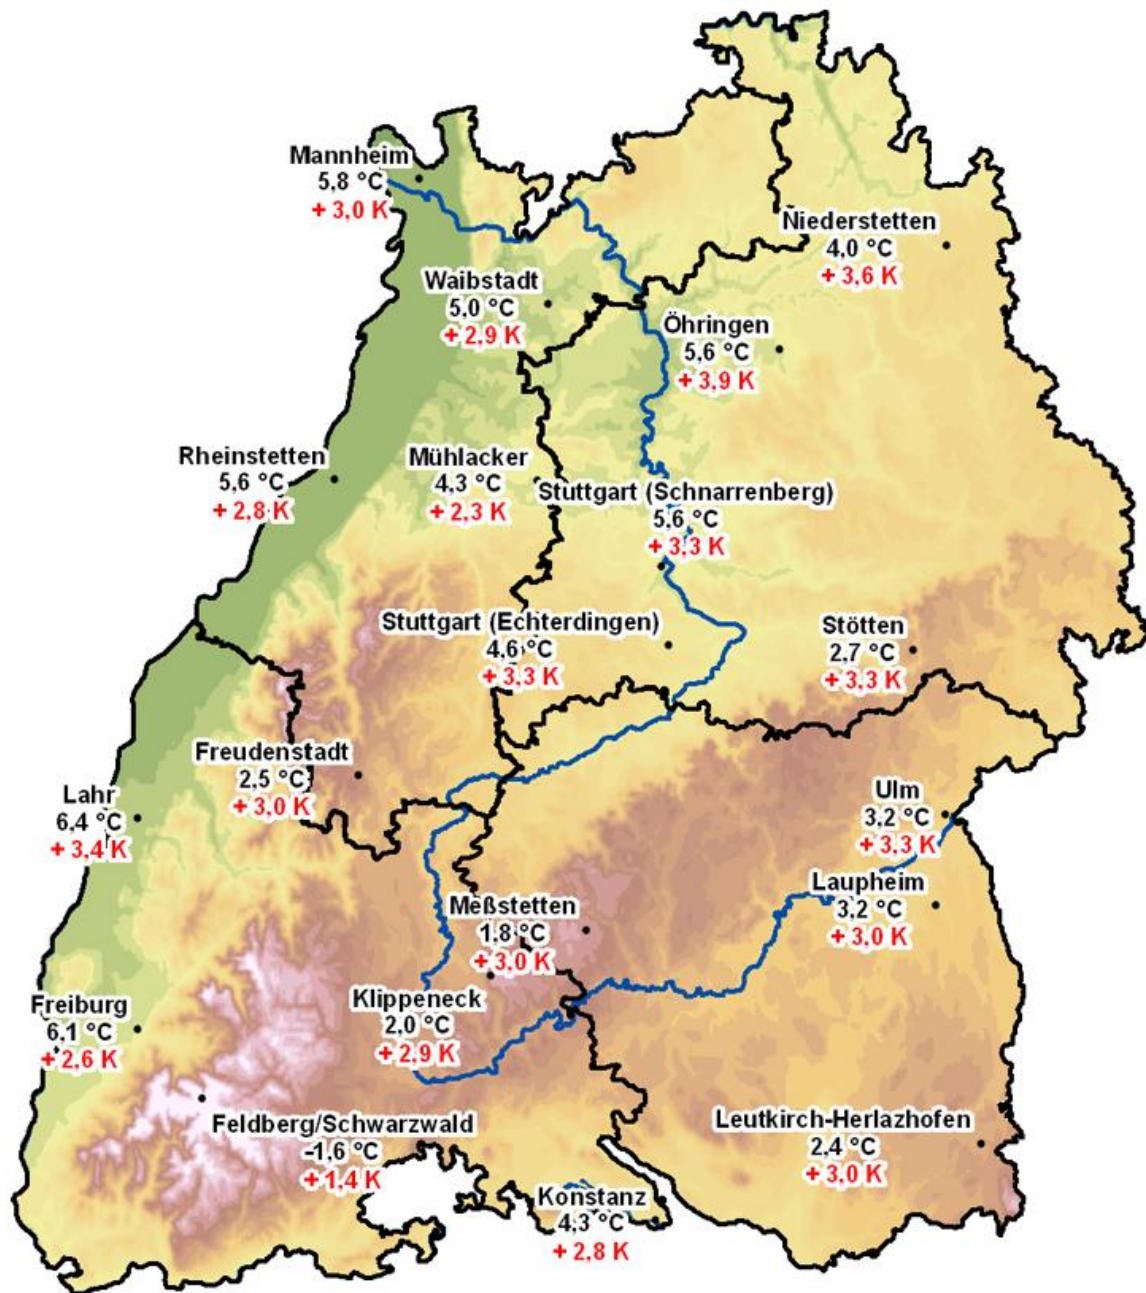 Mannheim
5,8 °C
+ 3,0 K
Niederstetten
4,0 °C
+ 3,6 K
Waibstadt
5,0 °C
+ 2,9 K
Öhringen
5,6 °C
+ 3,9 K
Rheinstetten
5,6 °C
+ 2,8 K
Mühlacker
4,3 °C
+ 2,3 K
Stuttgart (Schnarrenberg)
5,6 °C
+ 3,3 K
Stuttgart (Echterdingen)
4,6 °C
+ 3,3 K
Stötten
2,7 °C
+ 3,3 K
Freudenstadt
2,5 °C
+ 3,0 K
Lahr
6,4 °C
+ 3,4 K
Ulm
3,2 °C
+ 3,3 K
Laupheim
3,2 °C
+ 3,0 K
Meßstetten
1,8 °C
+ 3,0 K
Freiburg
6,1 °C
+ 2,6 K
Klippeneck
2,0 °C
+ 2,9 K
Feldberg/Schwarzwald
-1,6 °C
+ 1,4 K
Leutkirch-Herlazhofen
2,4 °C
+ 3,0 K
Konstanz
4,3 °C
+ 2,8 K